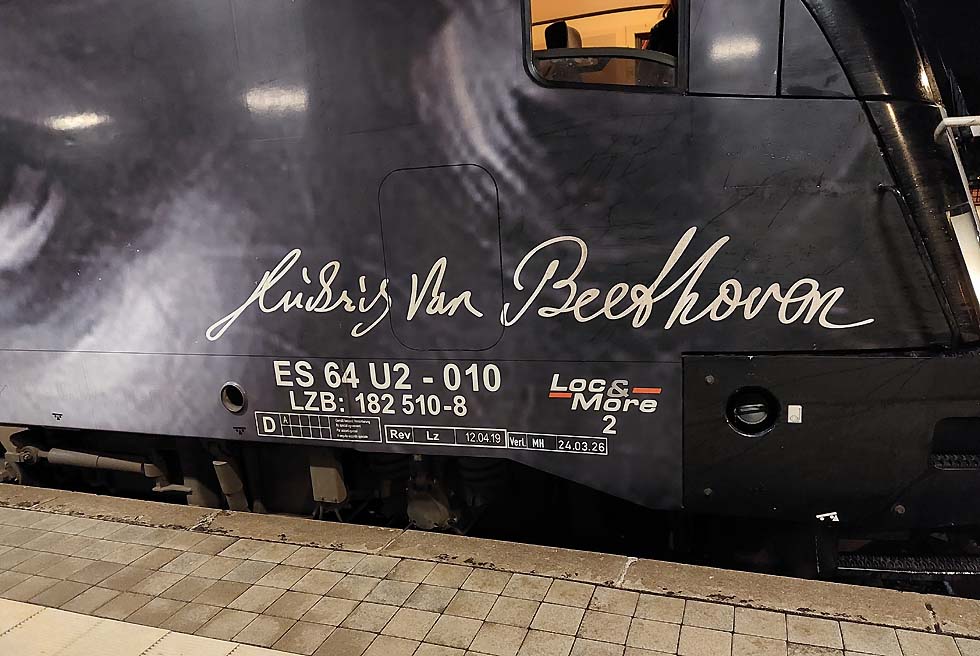 Ludwig Van Beethoven
ES 64 U2 - 010
LZB: 182 510-8
Loc&
More
2
D
A
Rev Lz 12.04.19 Verl. MH 24.03.26